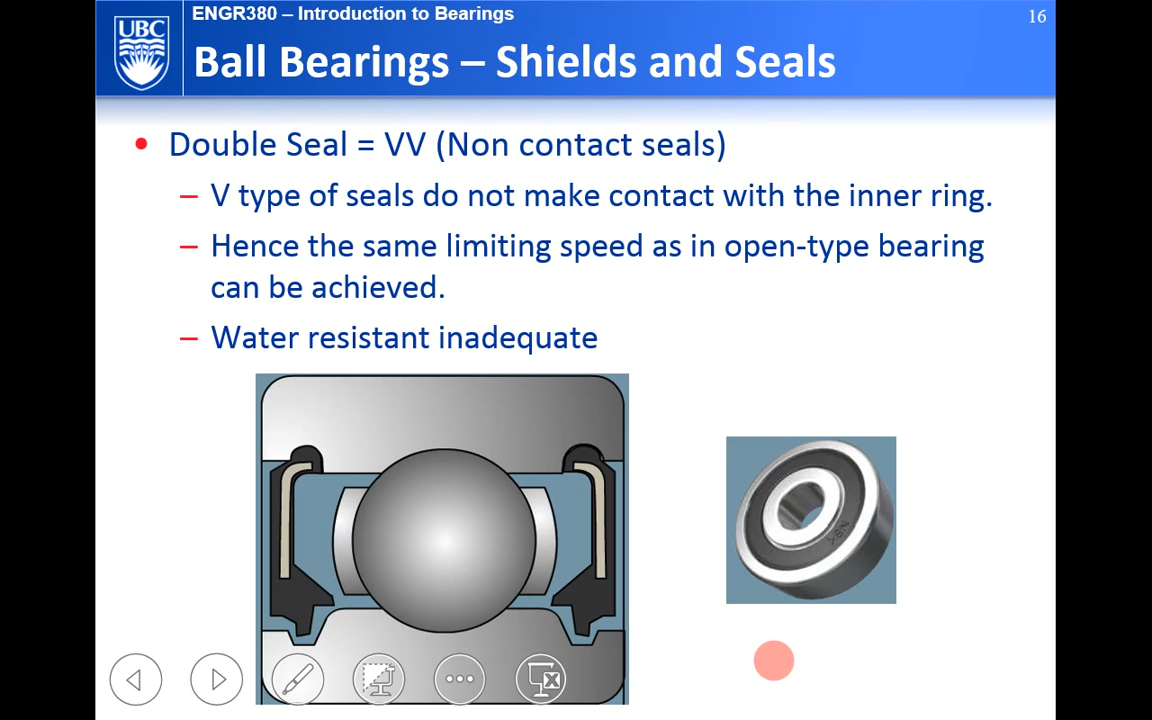 ENGR380 – Introduction to Bearings
16
UBC
Ball Bearings – Shields and Seals
• Double Seal = VV (Non contact seals)
– V type of seals do not make contact with the inner ring.
– Hence the same limiting speed as in open-type bearing
can be achieved.
– Water resistant inadequate
NSK